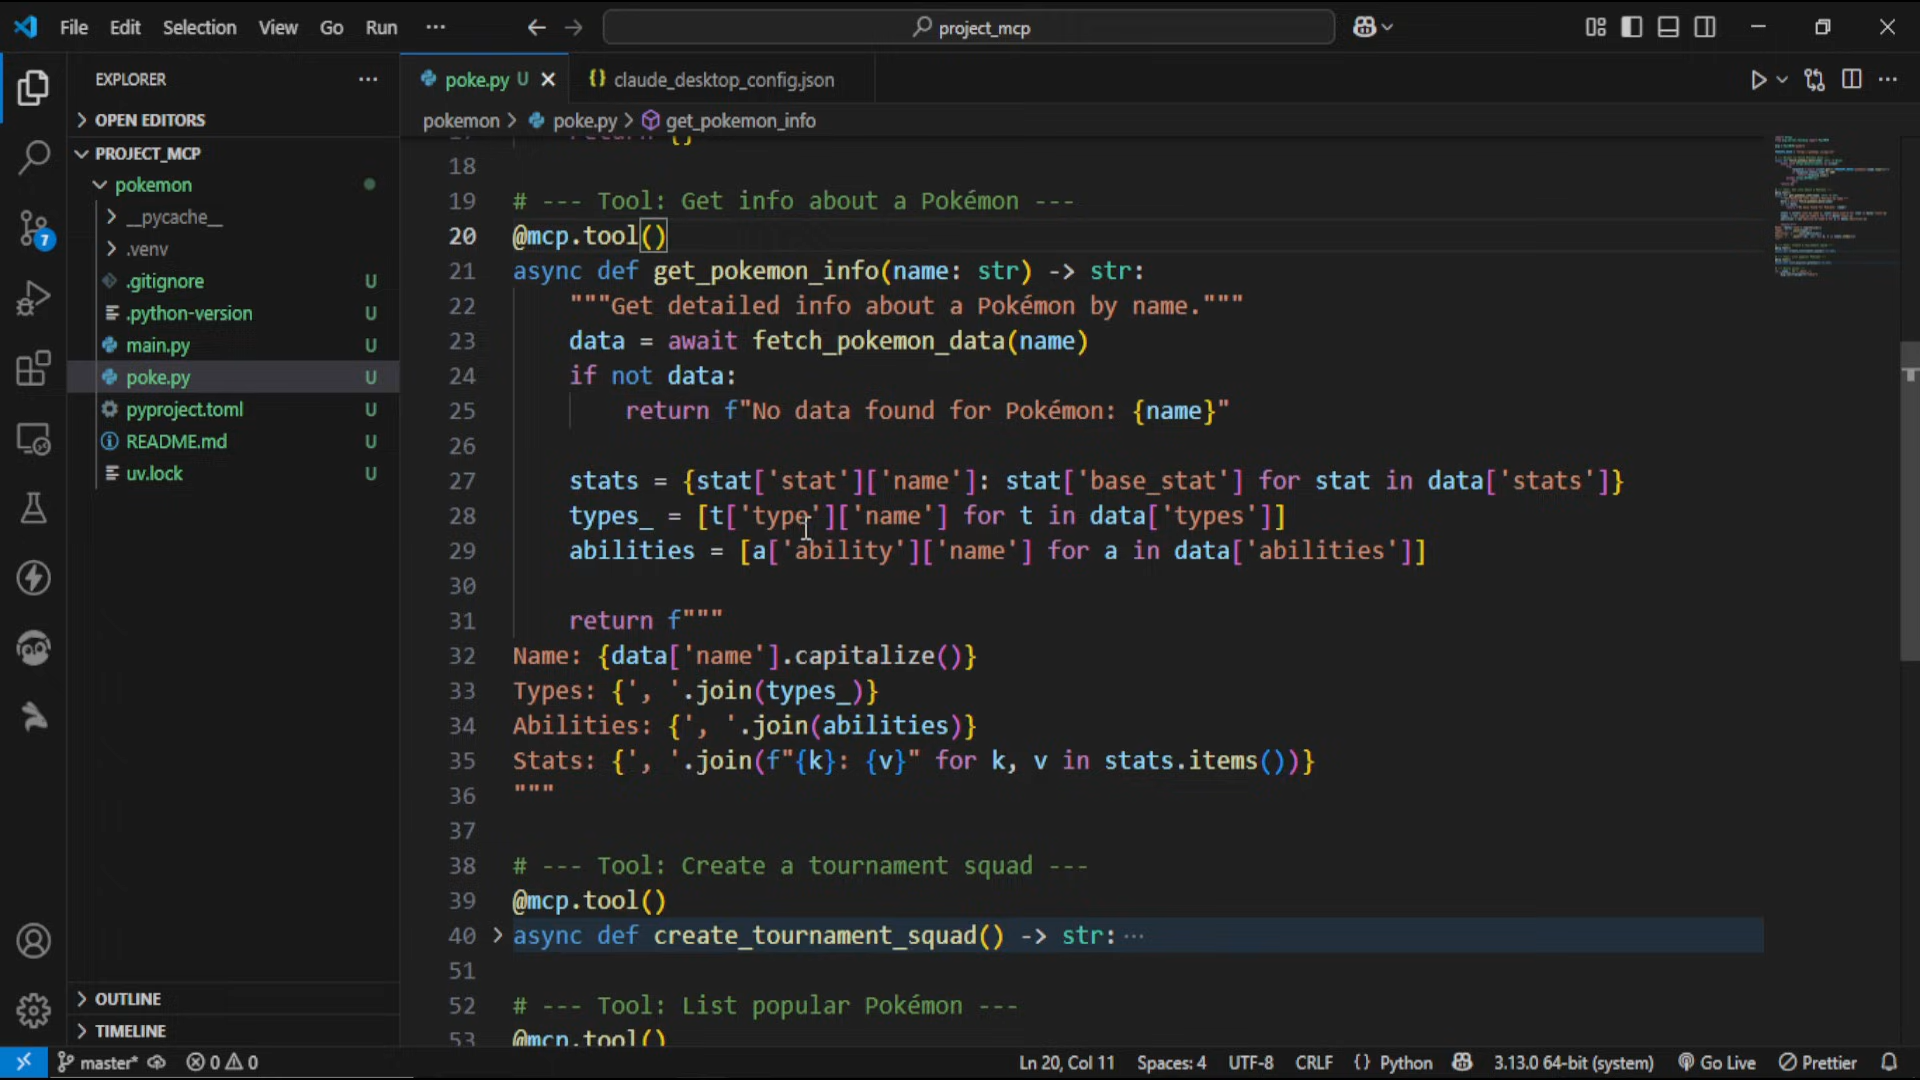 File Edit Selection View Go Run ··· project_mcp
EXPLORER ···
OPEN EDITORS
PROJECT_MCP
pokemon
__pycache__
.venv
.gitignore U
.python-version U
main.py U
poke.py U
pyproject.toml U
README.md U
uv.lock U
OUTLINE
TIMELINE
7
poke.py U
claude_desktop_config.json
pokemon > poke.py > get_pokemon_info
return {}
18
19 # --- Tool: Get info about a Pokémon ---
20 @mcp.tool()
21 async def get_pokemon_info(name: str) -> str:
22 """Get detailed info about a Pokémon by name."""
23 data = await fetch_pokemon_data(name)
24 if not data:
25 return f"No data found for Pokémon: {name}"
26
27 stats = {stat['stat']['name']: stat['base_stat'] for stat in data['stats']}
28 types_ = [t['type']['name'] for t in data['types']]
29 abilities = [a['ability']['name'] for a in data['abilities']]
30
31 return f"""
32 Name: {data['name'].capitalize()}
33 Types: {', '.join(types_)}
34 Abilities: {', '.join(abilities)}
35 Stats: {', '.join(f"{k}: {v}" for k, v in stats.items())}
36 """
37
38 # --- Tool: Create a tournament squad ---
39 @mcp.tool()
40 async def create_tournament_squad() -> str: ···
51
52 # --- Tool: List popular Pokémon ---
53 @mcp.tool()
master* 0 0 Ln 20, Col 11 Spaces: 4 UTF-8 CRLF {} Python 3.13.0 64-bit (system) Go Live Prettier